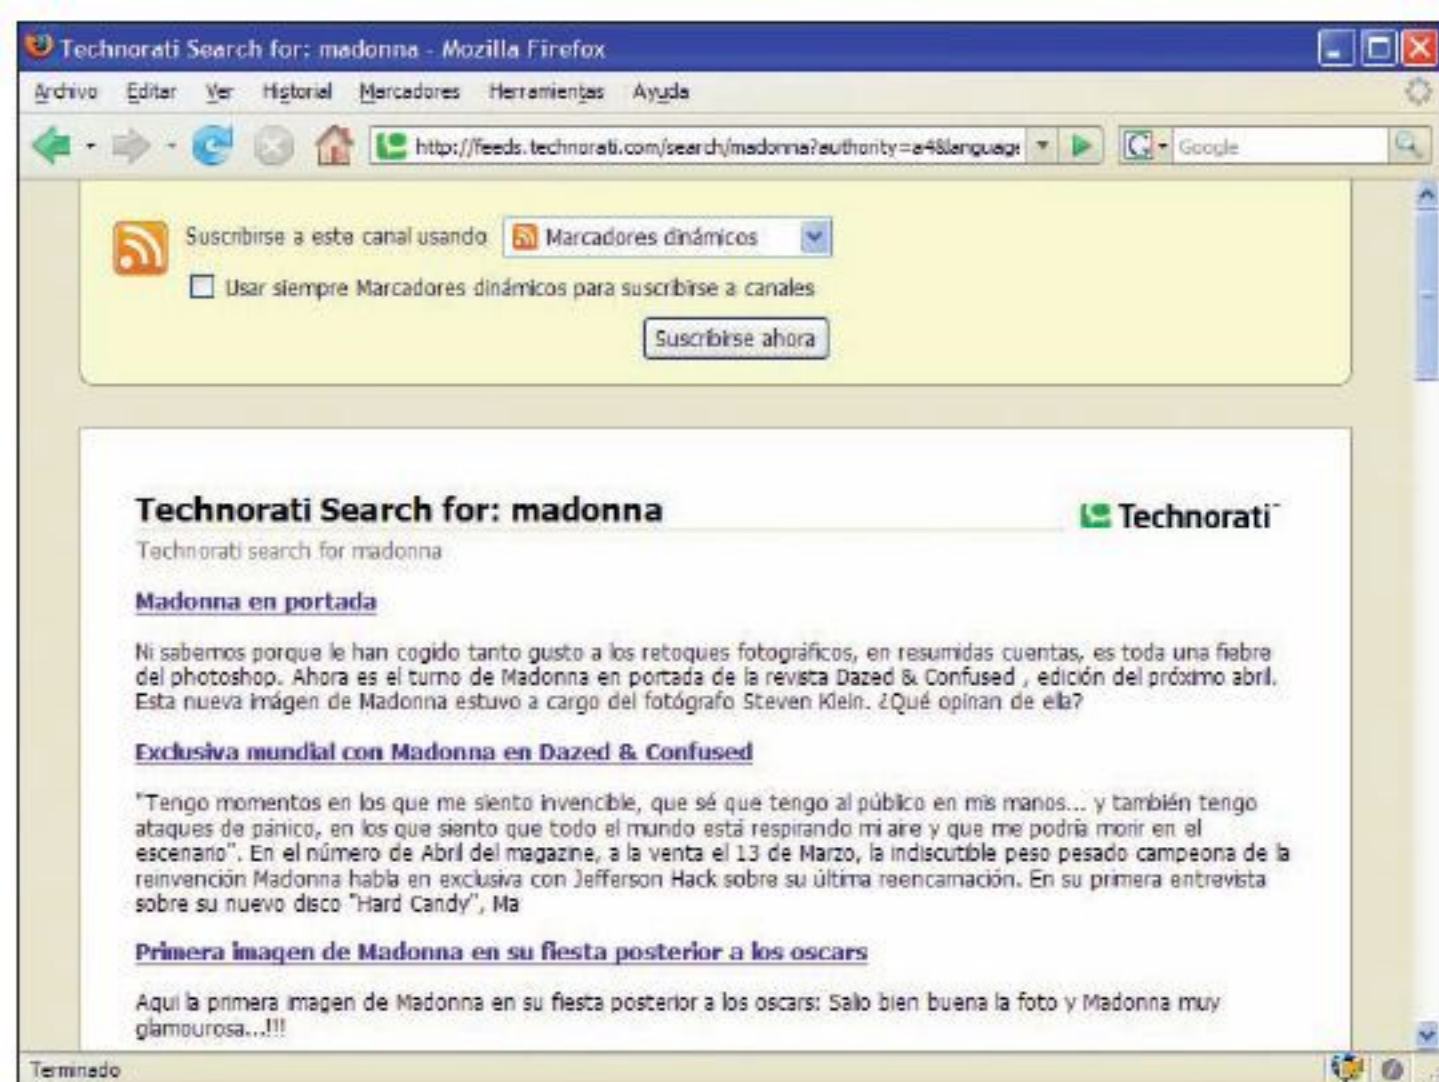 Technorati Search for: madonna - Mozilla Firefox
Archivo Editar Ver Historial Marcadores Herramientas Ayuda
http://feeds.technorati.com/search/madonna?authority=a4&language Google
Suscribirse a este canal usando Marcadores dinámicos
Usar siempre Marcadores dinámicos para suscribirse a canales
Suscribirse ahora
Technorati Search for: madonna
Technorati
Technorati search for madonna
Madonna en portada
Ni sabemos porque le han cogido tanto gusto a los retoques fotográficos, en resumidas cuentas, es toda una fiebre
del photoshop. Ahora es el turno de Madonna en portada de la revista Dazed & Confused , edición del próximo abril.
Esta nueva imágen de Madonna estuvo a cargo del fotógrafo Steven Klein. ¿Qué opinan de ella?
Exclusiva mundial con Madonna en Dazed & Confused
"Tengo momentos en los que me siento invencible, que sé que tengo al público en mis manos... y también tengo
ataques de pánico, en los que siento que todo el mundo está respirando mi aire y que me podría morir en el
escenario". En el número de Abril del magazine, a la venta el 13 de Marzo, la indiscutible peso pesado campeona de la
reinvención Madonna habla en exclusiva con Jefferson Hack sobre su última reencarnación. En su primera entrevista
sobre su nuevo disco "Hard Candy", Ma
Primera imagen de Madonna en su fiesta posterior a los oscars
Aqui la primera imagen de Madonna en su fiesta posterior a los oscars: Salio bien buena la foto y Madonna muy
glamourosa...!!!
Terminado